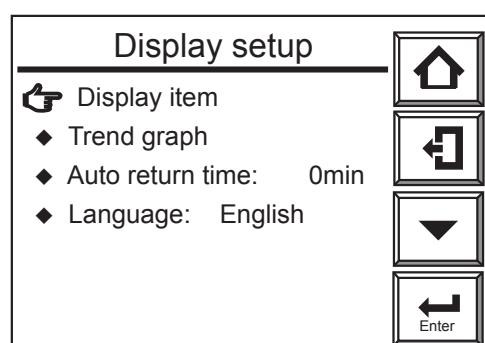 Display setup
Display item
Trend graph
Auto return time: 0min
Language: English
Enter